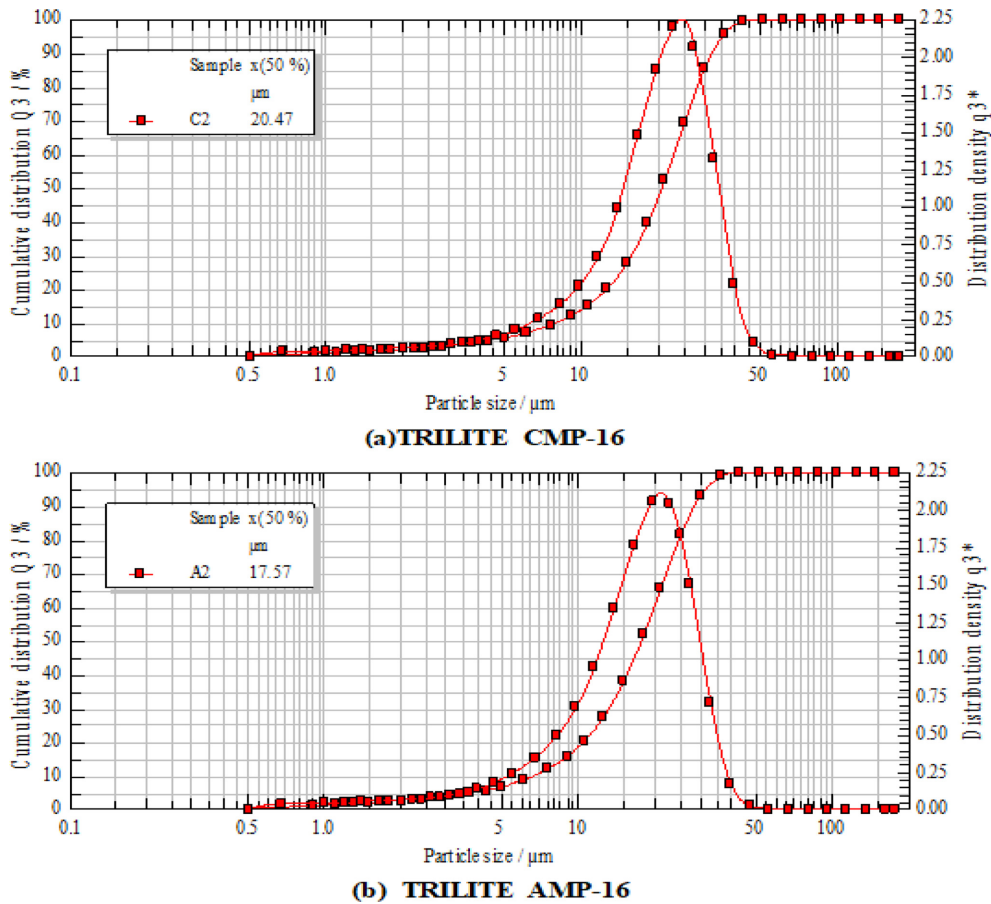 100
90
80
70
60
50
40
30
20
10
0
Cumulative distribution Q3 / %
Sample x(50 %)
µm
C2 20.47
2.25
2.00
1.75
1.50
1.25
1.00
0.75
0.50
0.25
0.00
Distribution density q3*
0.1 0.5 1.0 5 10 50 100
Particle size / µm
(a)TRILITE CMP-16
100
90
80
70
60
50
40
30
20
10
0
Cumulative distribution Q3 / %
Sample x(50 %)
µm
A2 17.57
2.25
2.00
1.75
1.50
1.25
1.00
0.75
0.50
0.25
0.00
Distribution density q3*
0.1 0.5 1.0 5 10 50 100
Particle size / µm
(b) TRILITE AMP-16